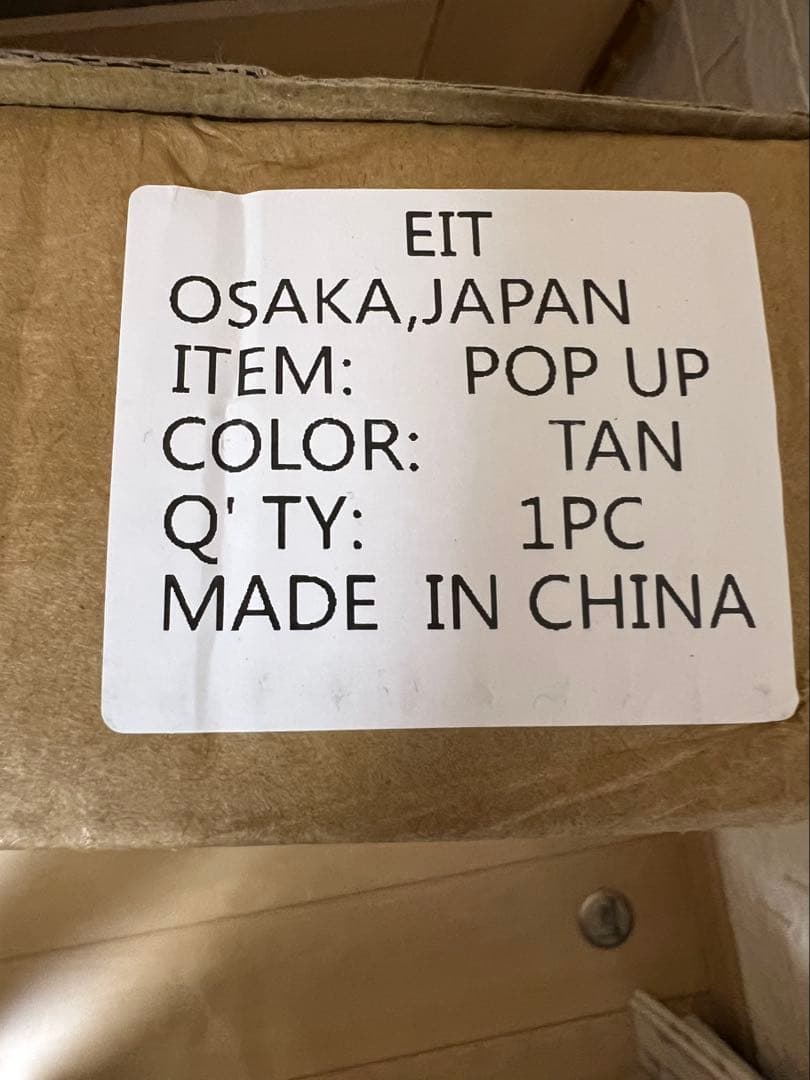 EIT
OSAKA,JAPAN
ITEM: POP UP
COLOR: TAN
Q' TY: 1PC
MADE IN CHINA